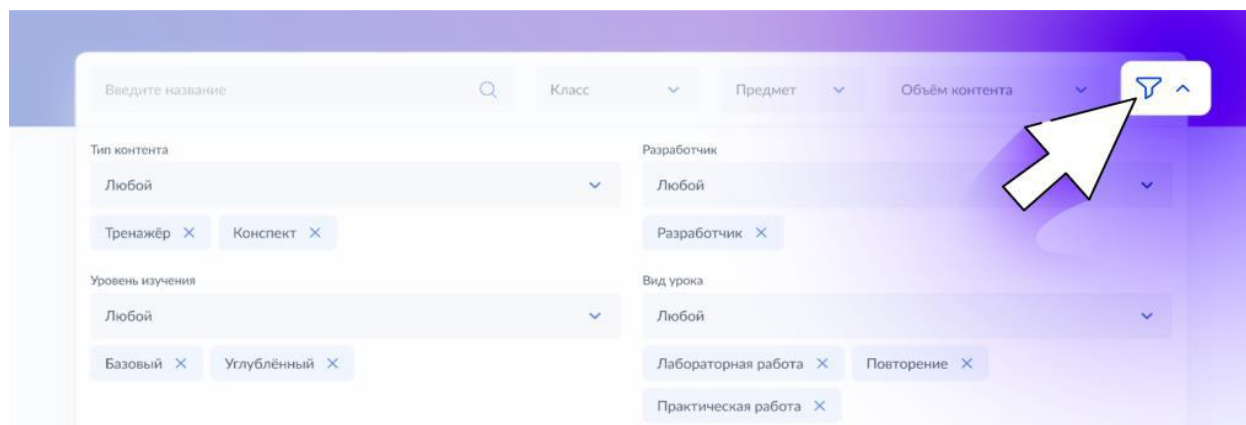 Введите название
Класс
Предмет
Объём контента
Тип контента
Разработчик
Любой
Любой
Тренажёр
Конспект
Разработчик
Уровень изучения
Вид урока
Любой
Любой
Базовый
Углублённый
Лабораторная работа
Повторение
Практическая работа